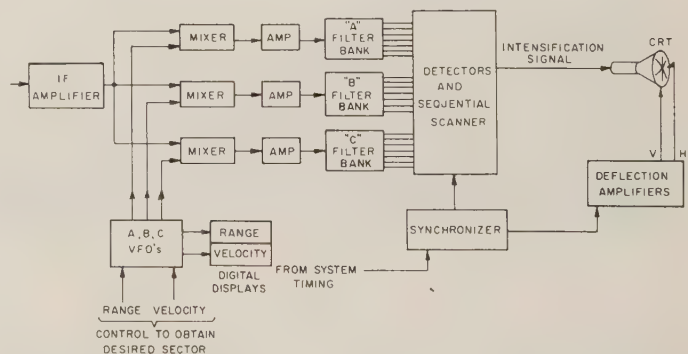 IF
AMPLIFIER
MIXER
AMP
"A"
FILTER
BANK
MIXER
AMP
"B"
FILTER
BANK
MIXER
AMP
"C"
FILTER
BANK
DETECTORS
AND
SEQJENTIAL
SCANNER
INTENSIFICATION
SIGNAL
CRT
V H
DEFLECTION
AMPLIFIERS
SYNCHRONIZER
A, B, C
VFO's
RANGE
VELOCITY
DIGITAL
DISPLAYS
FROM SYSTEM
TIMING
RANGE VELOCITY
CONTROL TO OBTAIN
DESIRED SECTOR